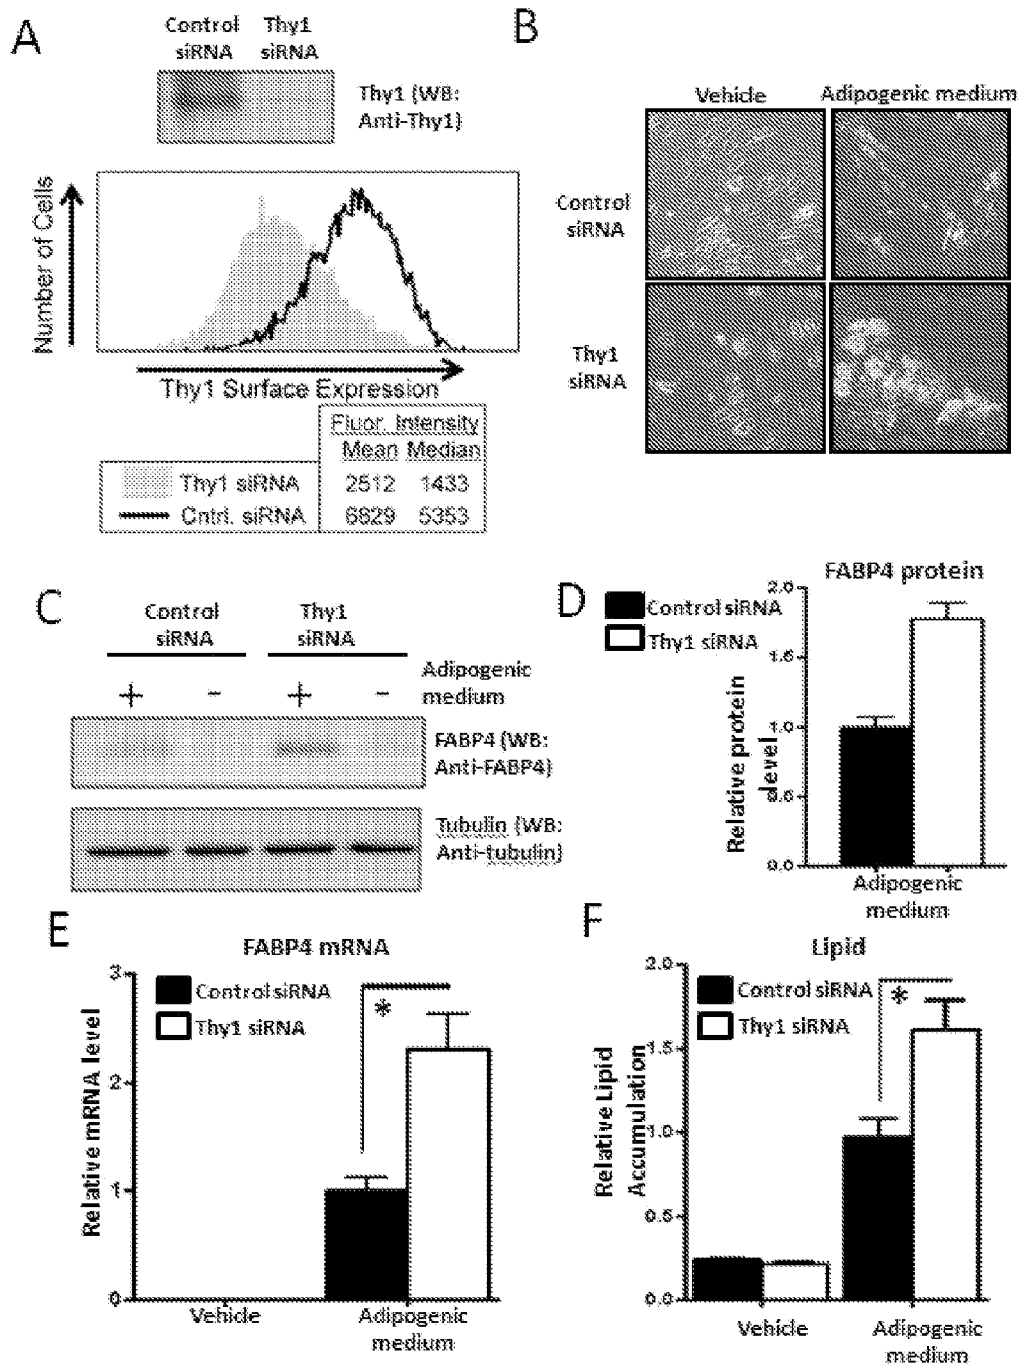 A
Control Thy1
siRNA siRNA
Thy1 (WB:
Anti-Thy1)
Number of Cells
Thy1 Surface Expression
Fluor. Intensity
Mean Median
Thy1 siRNA 2512 1433
Cntrl. siRNA 6829 5353
B
Vehicle Adipogenic medium
Control
siRNA
Thy1
siRNA
C
Control Thy1
siRNA siRNA
+ - + -
Adipogenic
medium
FABP4 (WB:
Anti-FABP4)
Tubulin (WB:
Anti-tubulin)
D
FABP4 protein
Control siRNA
Thy1 siRNA
2.0
1.5
1.0
0.5
0.0
Relative protein
level
Adipogenic
medium
E
FABP4 mRNA
Control siRNA
Thy1 siRNA
*
3
2
1
0
Relative mRNA level
Vehicle Adipogenic
medium
F
Lipid
Control siRNA
Thy1 siRNA
*
2.0
1.5
1.0
0.5
0.0
Relative Lipid
Accumulation
Vehicle Adipogenic
medium